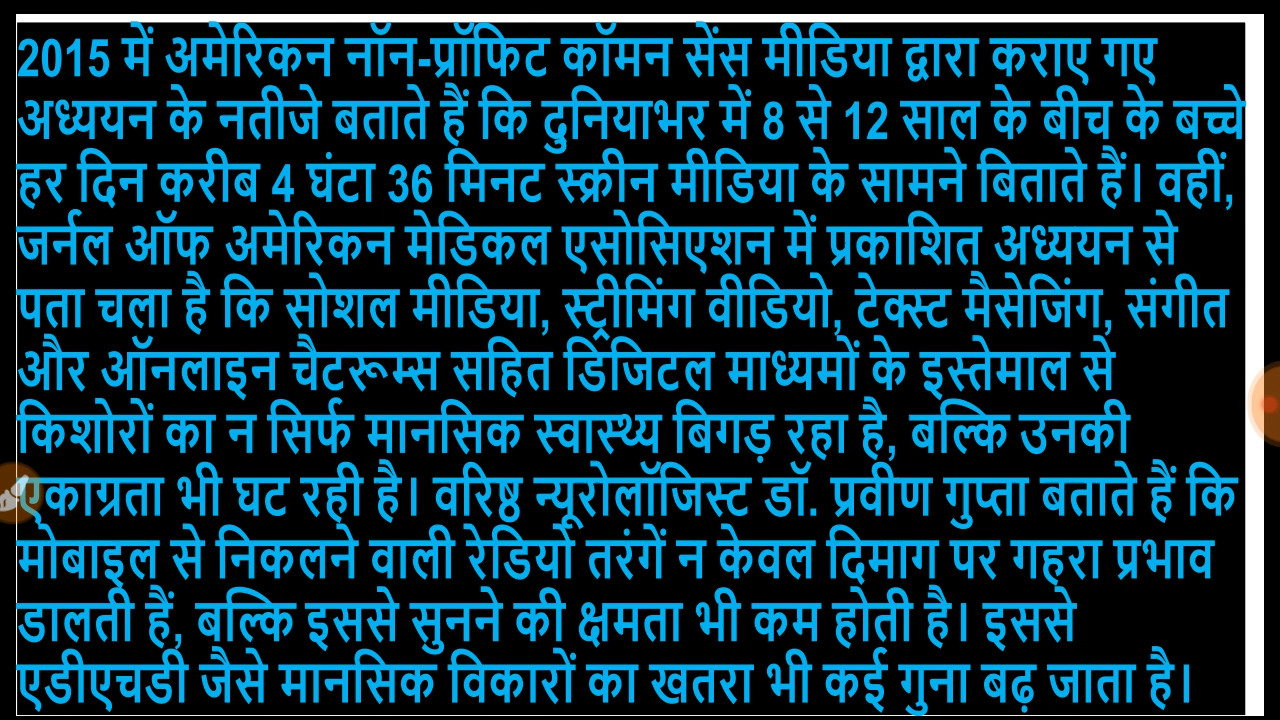 2015 में अमेरिकन नॉन-प्रॉफिट कॉमन सेंस मीडिया द्वारा कराए गए
अध्ययन के नतीजे बताते हैं कि दुनियाभर में 8 से 12 साल के बीच के बच्चे
हर दिन करीब 4 घंटा 36 मिनट स्क्रीन मीडिया के सामने बिताते हैं। वहीं,
जर्नल ऑफ अमेरिकन मेडिकल एसोसिएशन में प्रकाशित अध्ययन से
पता चला है कि सोशल मीडिया, स्ट्रीमिंग वीडियो, टेक्स्ट मैसेजिंग, संगीत
और ऑनलाइन चैटरूम्स सहित डिजिटल माध्यमों के इस्तेमाल से
किशोरों का न सिर्फ मानसिक स्वास्थ्य बिगड़ रहा है, बल्कि उनकी
एकाग्रता भी घट रही है। वरिष्ठ न्यूरोलॉजिस्ट डॉ. प्रवीण गुप्ता बताते हैं कि
मोबाइल से निकलने वाली रेडियो तरंगें न केवल दिमाग पर गहरा प्रभाव
डालती हैं, बल्कि इससे सुनने की क्षमता भी कम होती है। इससे
एडीएचडी जैसे मानसिक विकारों का खतरा भी कई गुना बढ़ जाता है।